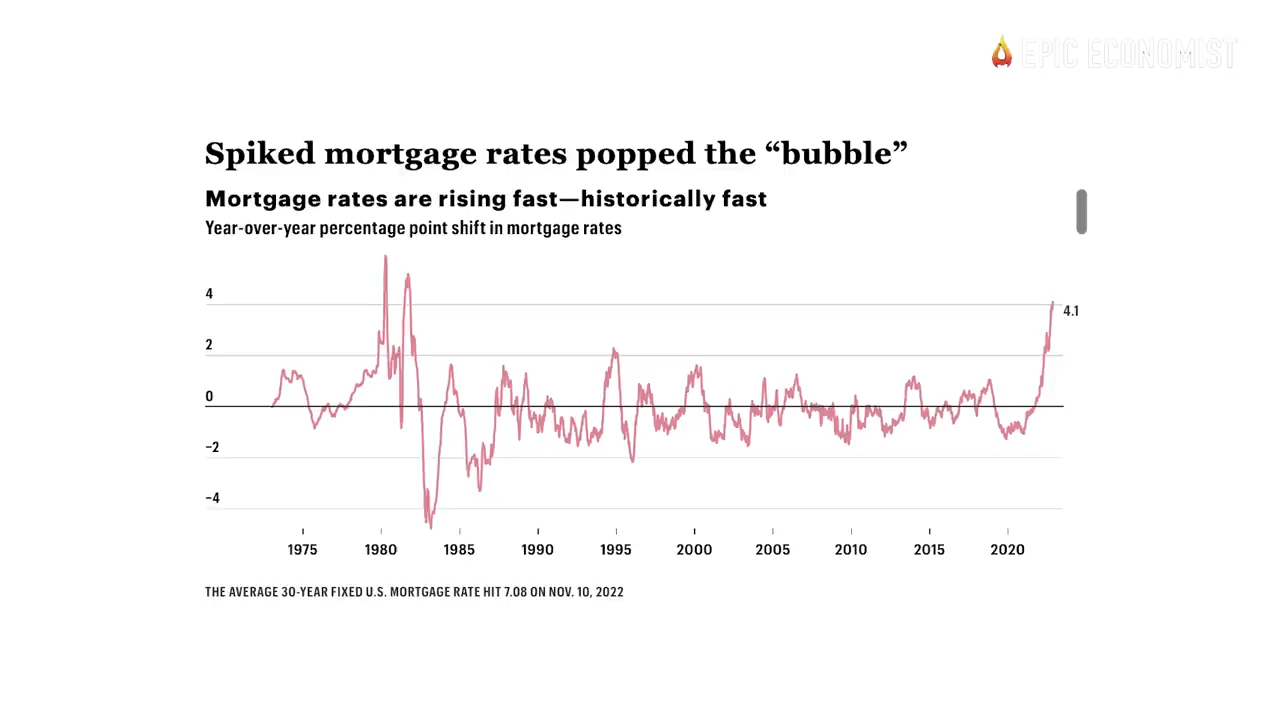 EPIC ECONOMIST
Spiked mortgage rates popped the “bubble”
Mortgage rates are rising fast—historically fast
Year-over-year percentage point shift in mortgage rates
4
4.1
2
0
−2
−4
1975 1980 1985 1990 1995 2000 2005 2010 2015 2020
THE AVERAGE 30-YEAR FIXED U.S. MORTGAGE RATE HIT 7.08 ON NOV. 10, 2022